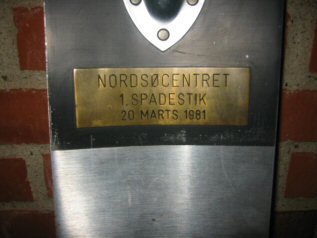 NORDSØCENTRET
1. SPADESTIK
20 MARTS 1981